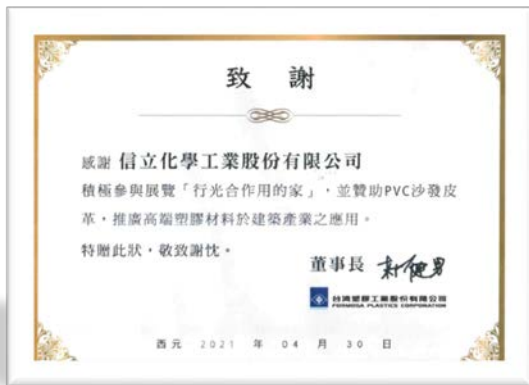 致 謝
感謝 信立化學工業股份有限公司
積極參與展覽「行光合作用的家」，並贊助PVC沙發皮
革，推廣高端塑膠材料於建築產業之應用。
特贈此狀，敬致謝忱。
董事長 林健男
台灣塑膠工業股份有限公司
FORMOSA PLASTICS CORPORATION
西元 2021 年 04 月 30 日